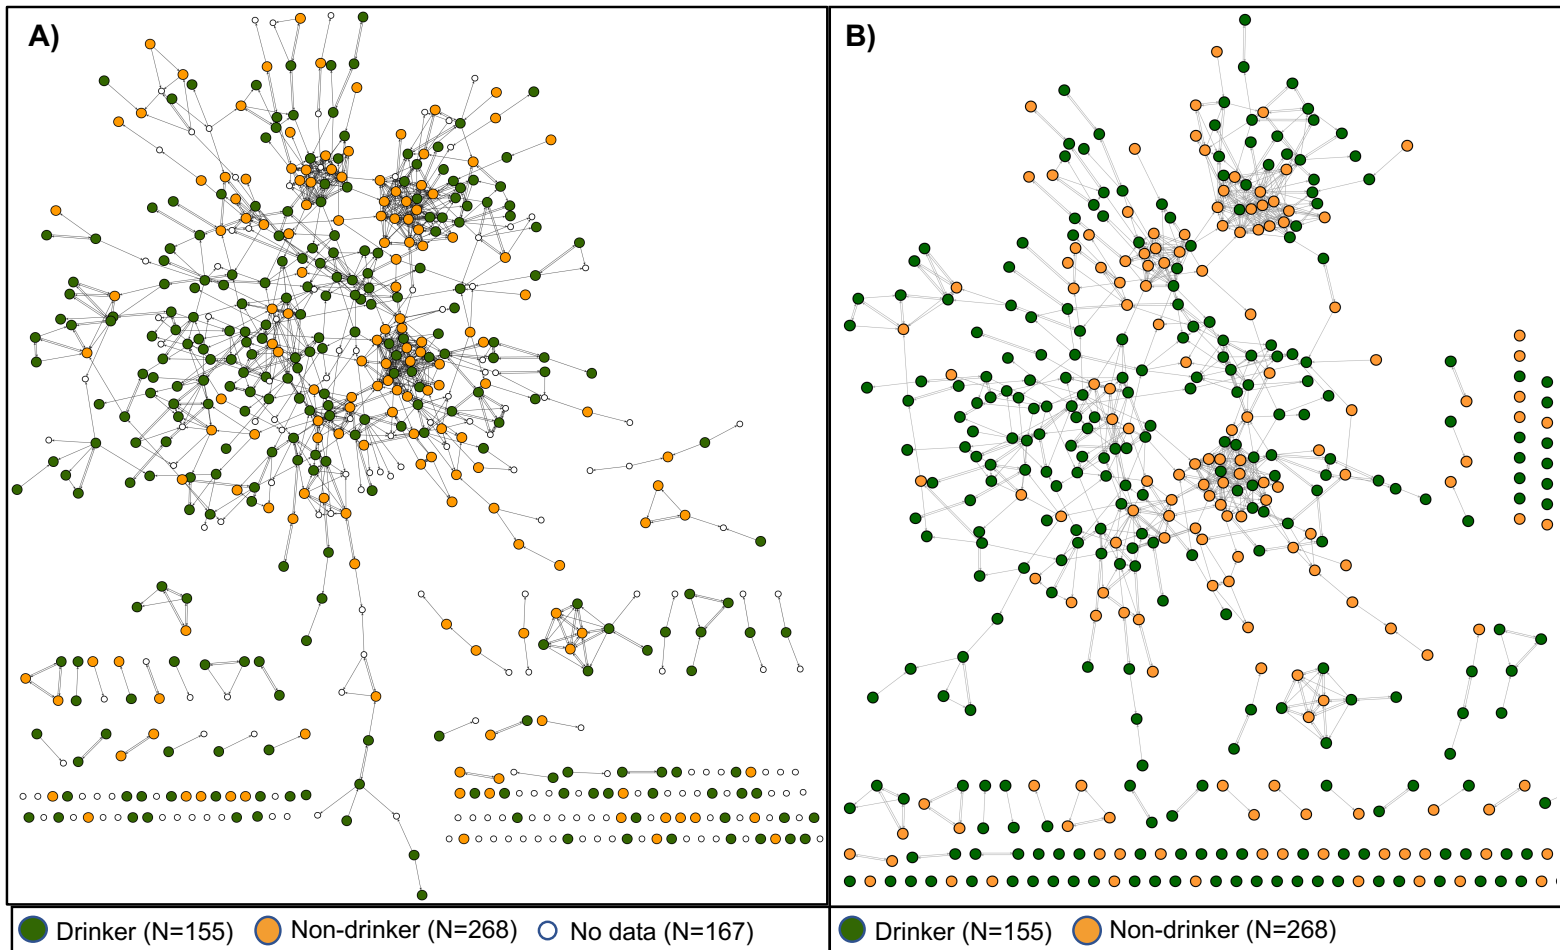 A)
B)
Drinker (N=155) Non-drinker (N=268) No data (N=167)
Drinker (N=155) Non-drinker (N=268)